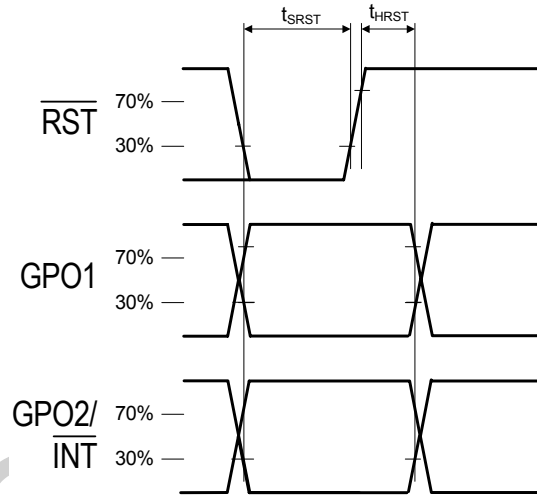 tSRST
tHRST
RST
70%
30%
GPO1
70%
30%
GPO2/
INT
70%
30%